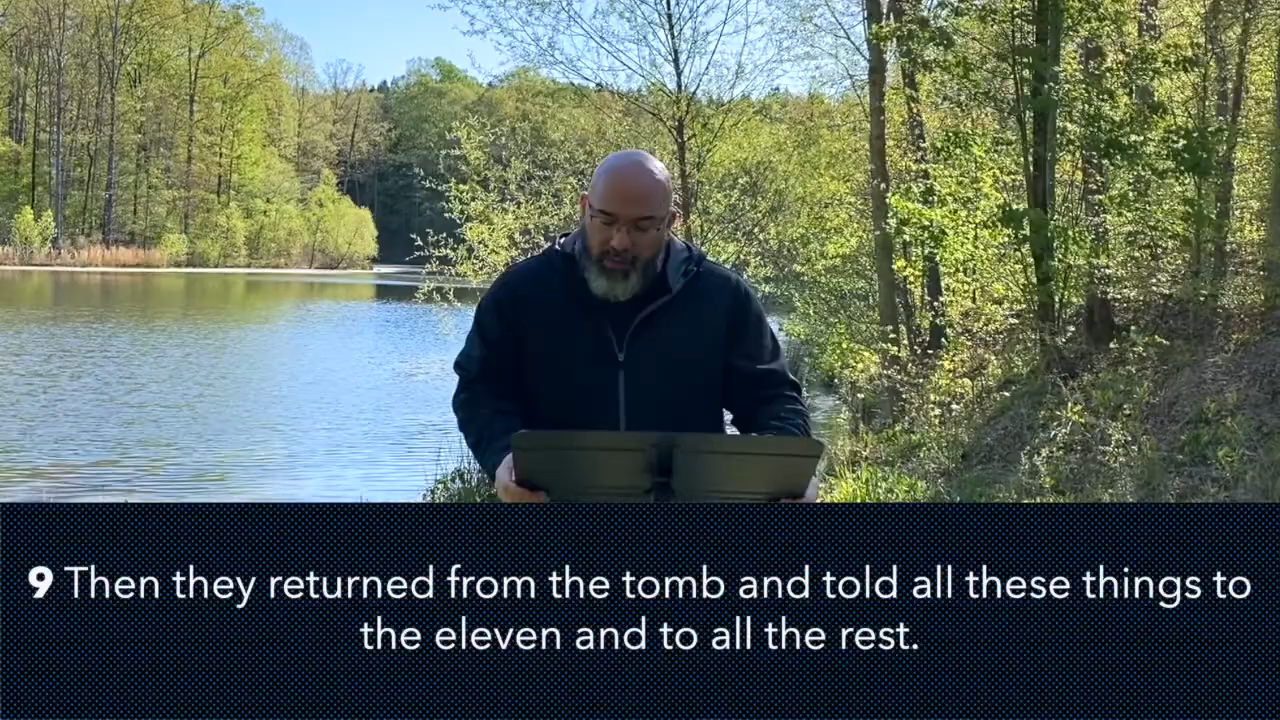 9 Then they returned from the tomb and told all these things to
the eleven and to all the rest.